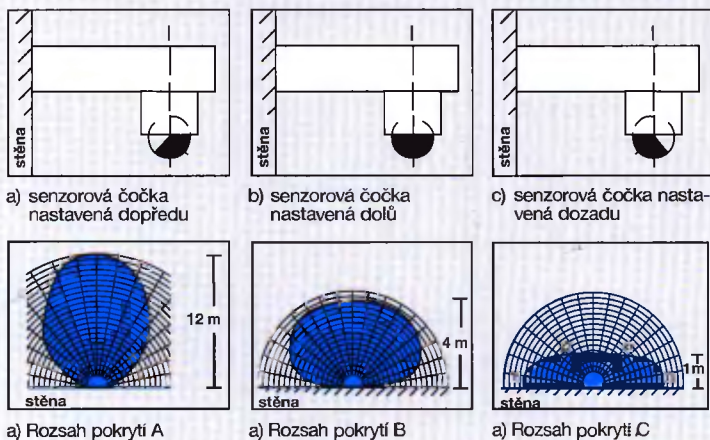 stěna
stěna
stěna
a) senzorová čočka
nastavená dopředu
b) senzorová čočka
nastavená dolů
c) senzorová čočka nasta-
vená dozadu
12 m
stěna
4 m
stěna
1 m
stěna
a) Rozsah pokrytí A
a) Rozsah pokrytí B
a) Rozsah pokrytí C